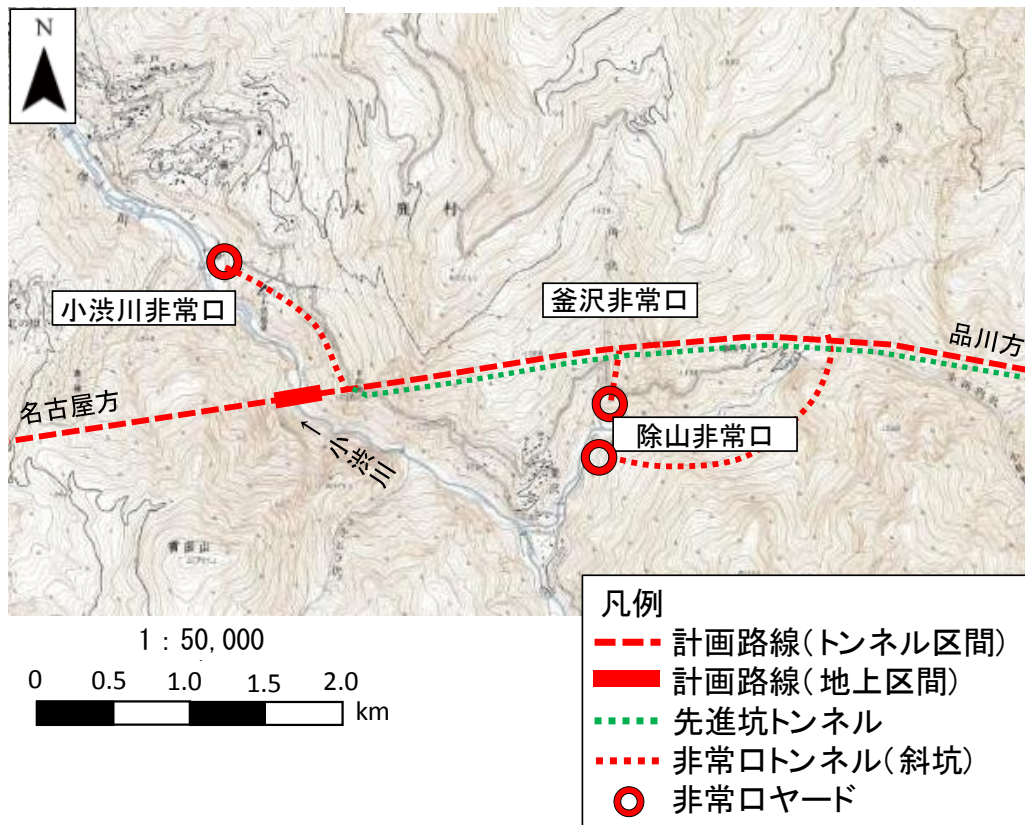 N
大鹿村
小渋川非常口
釜沢非常口
品川方
名古屋方
除山非常口
←小渋川
凡例
計画路線（トンネル区間）
計画路線（地上区間）
先進坑トンネル
非常口トンネル（斜坑）
非常口ヤード
1：50,000
0 0.5 1.0 1.5 2.0
km